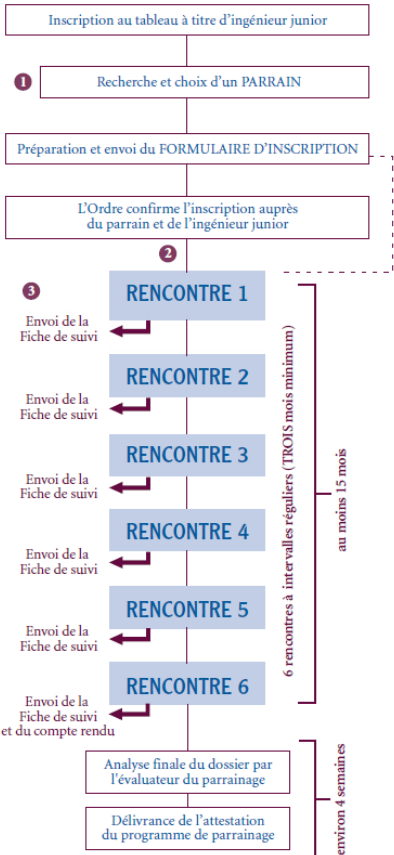 Inscription au tableau à titre d'ingénieur junior
1
Recherche et choix d'un PARRAIN
Préparation et envoi du FORMULAIRE D'INSCRIPTION
L'Ordre confirme l'inscription auprès
du parrain et de l'ingénieur junior
2
3
RENCONTRE 1
Envoi de la
Fiche de suivi
RENCONTRE 2
Envoi de la
Fiche de suivi
RENCONTRE 3
Envoi de la
Fiche de suivi
RENCONTRE 4
Envoi de la
Fiche de suivi
RENCONTRE 5
Envoi de la
Fiche de suivi
RENCONTRE 6
Envoi de la
Fiche de suivi
et du compte rendu
6 rencontres à intervalles réguliers (TROIS mois minimum)
au moins 15 mois
Analyse finale du dossier par
l'évaluateur du parrainage
Délivrance de l'attestation
du programme de parrainage
environ 4 semaines